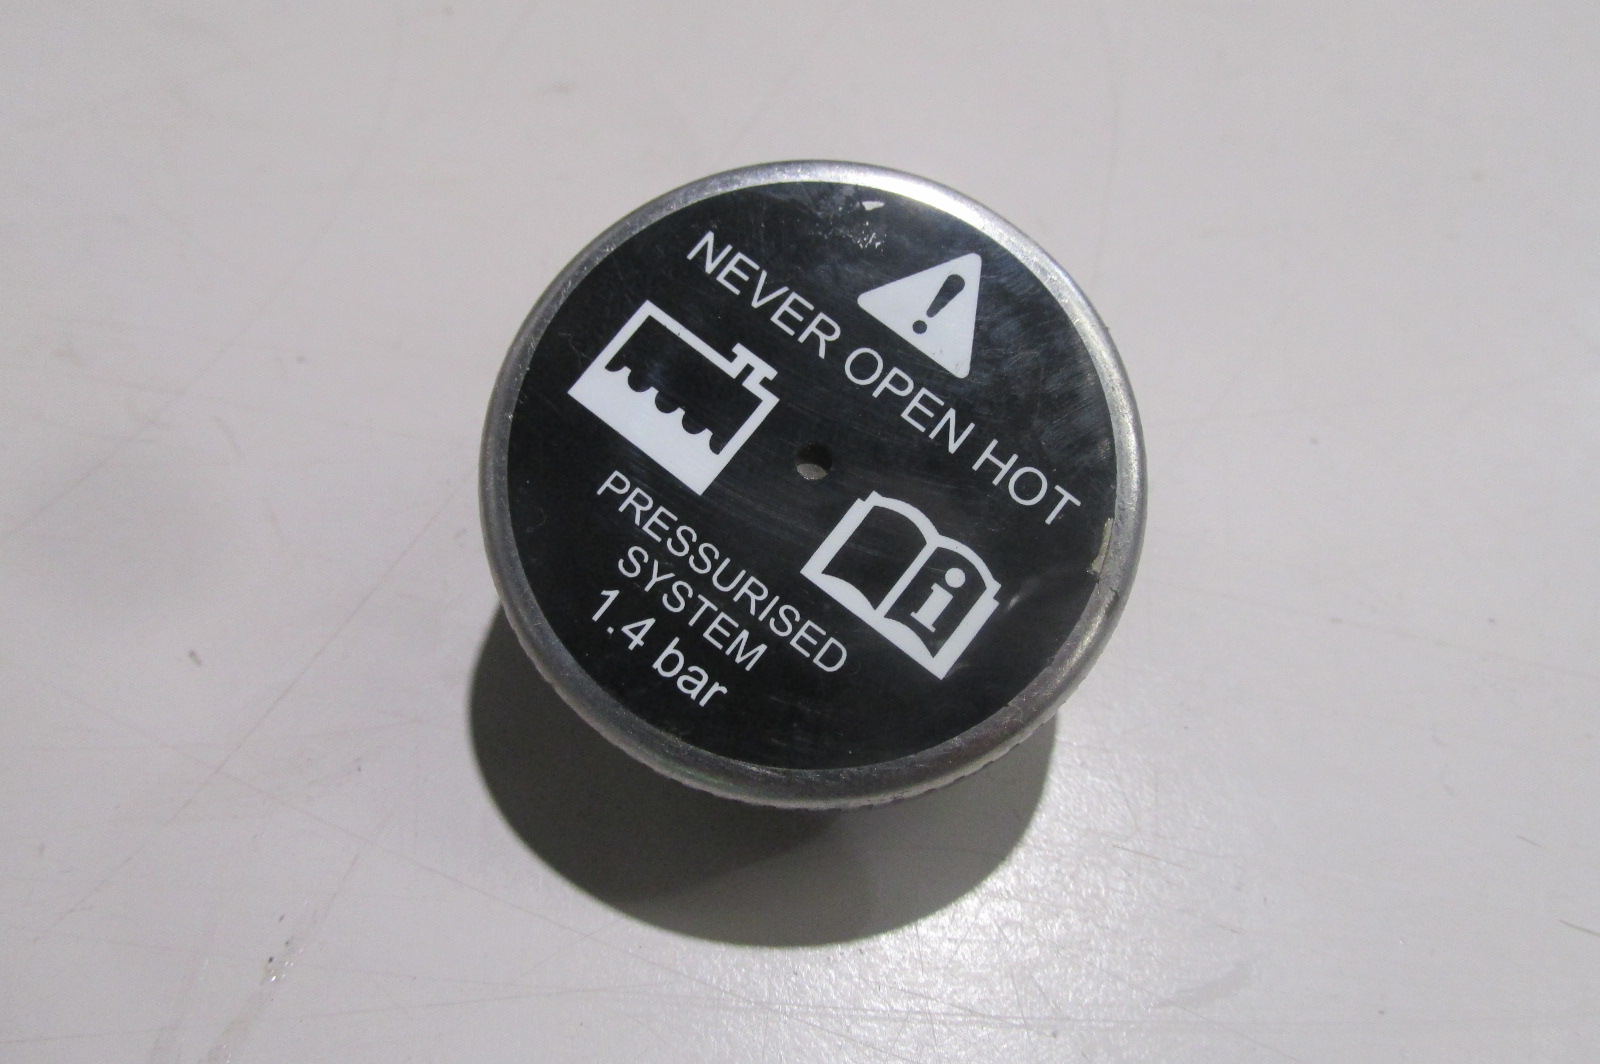 NEVER OPEN HOT
PRESSURISED
SYSTEM
1.4 bar